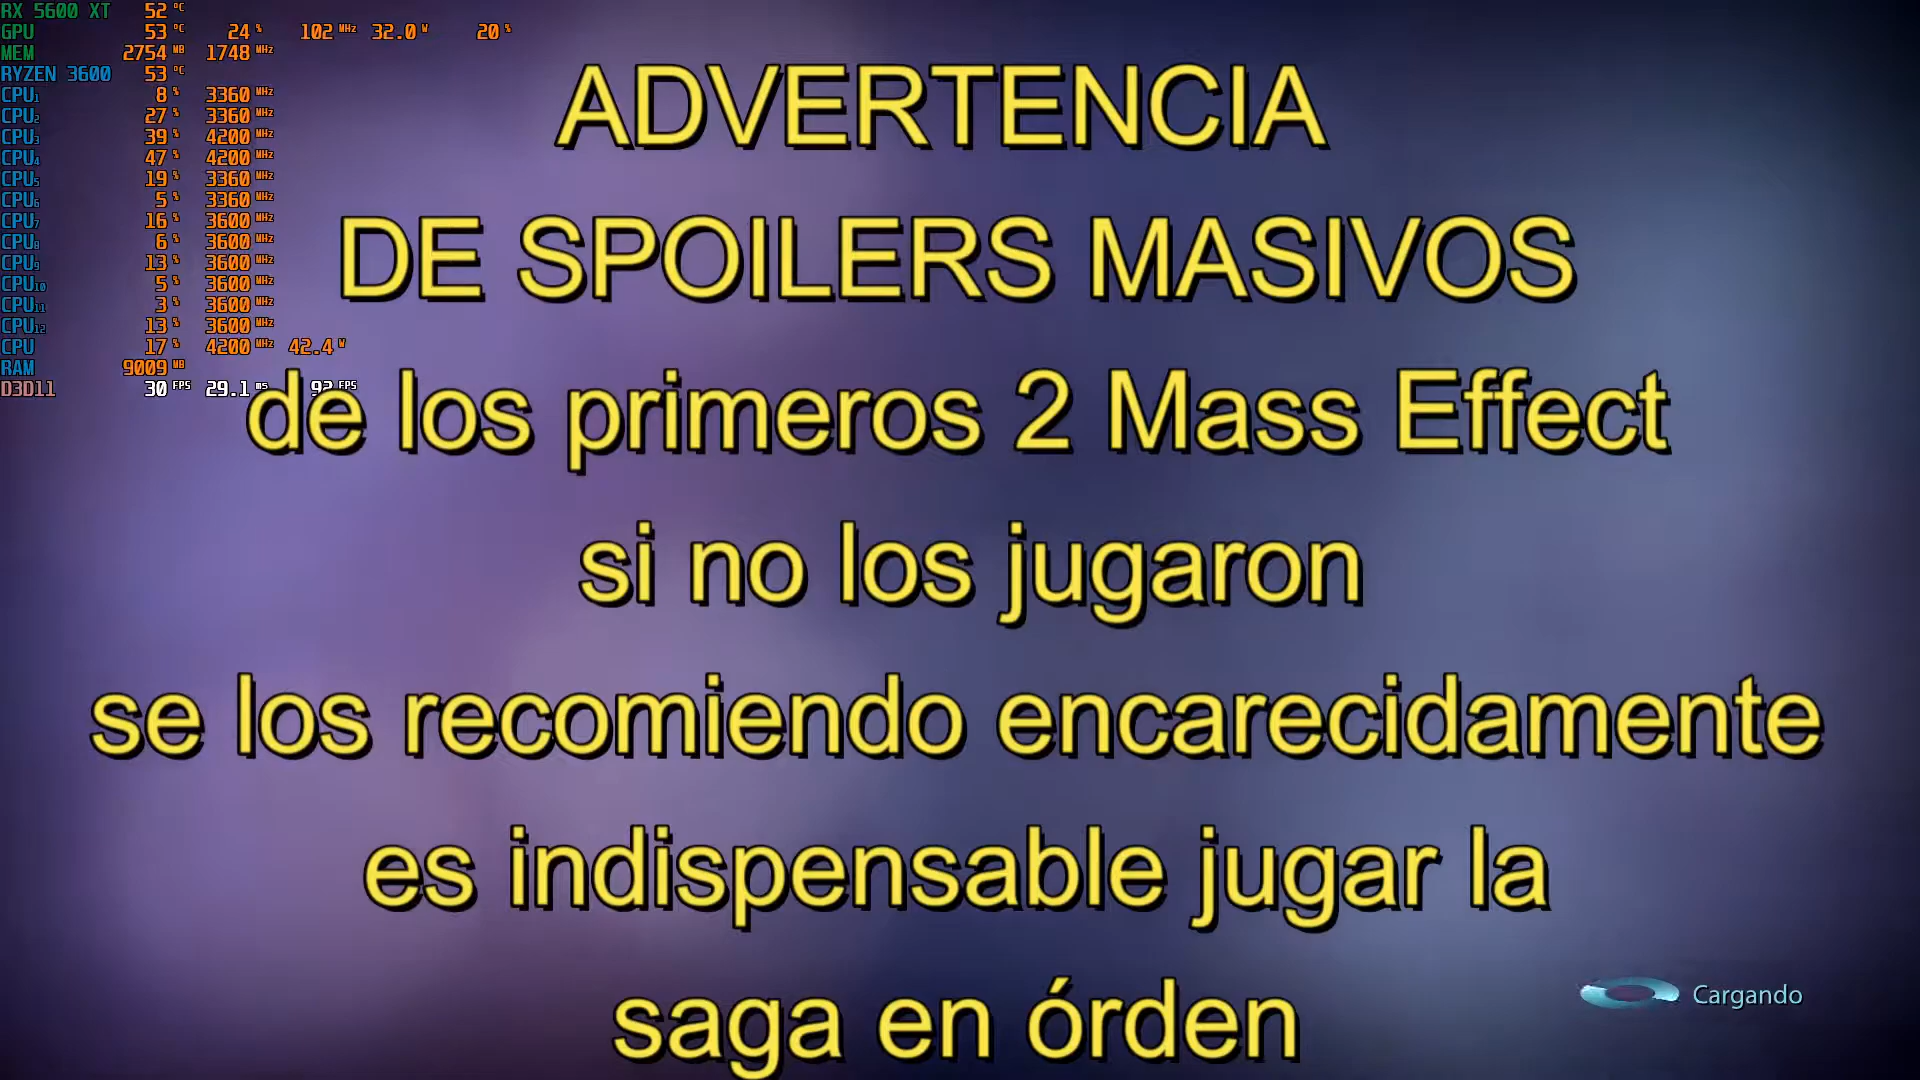 RX 5600 XT 52 °C
GPU 53 °C 24 % 102 MHz 32.0 W 20 %
MEM 2754 MB 1748 MHz
RYZEN 3600 53 °C
CPU1 8 % 3360 MHz
CPU2 27 % 3360 MHz
CPU3 39 % 4200 MHz
CPU4 47 % 4200 MHz
CPU5 19 % 3360 MHz
CPU6 5 % 3360 MHz
CPU7 16 % 3600 MHz
CPU8 6 % 3600 MHz
CPU9 13 % 3600 MHz
CPU10 5 % 3600 MHz
CPU11 3 % 3600 MHz
CPU12 13 % 3600 MHz
CPU 17 % 4200 MHz 42.4 W
RAM 9009 MB
D3D11 30 FPS 29.1 ms 92 FPS
ADVERTENCIA
DE SPOILERS MASIVOS
de los primeros 2 Mass Effect
si no los jugaron
se los recomiendo encarecidamente
es indispensable jugar la
saga en órden
Cargando